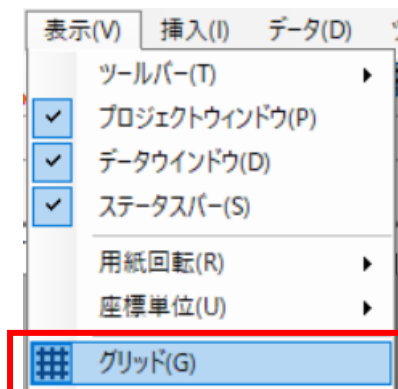 表示(V) 挿入(I) データ(D)
ツールバー(T)
プロジェクトウィンドウ(P)
データウインドウ(D)
ステータスバー(S)
用紙回転(R)
座標単位(U)
グリッド(G)